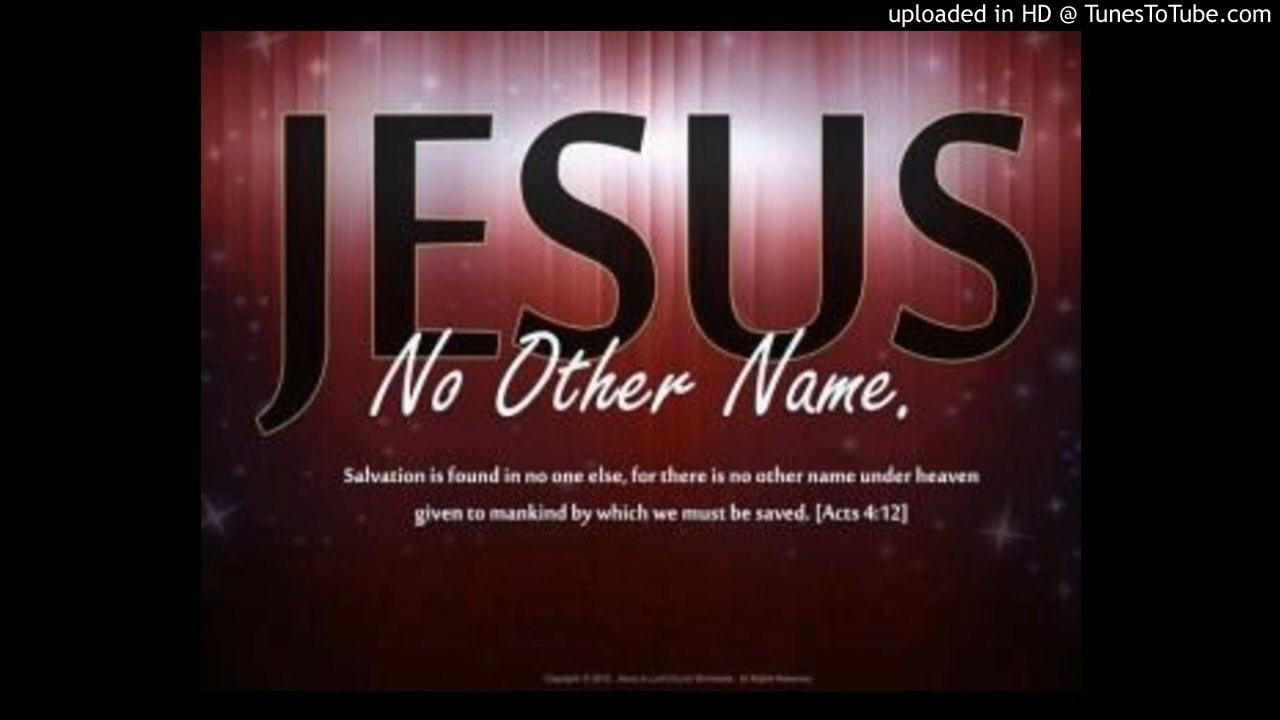 uploaded in HD @ TunesToTube.com
JESUS
No Other Name.
Salvation is found in no one else, for there is no other name under heaven
given to mankind by which we must be saved. [Acts 4:12]